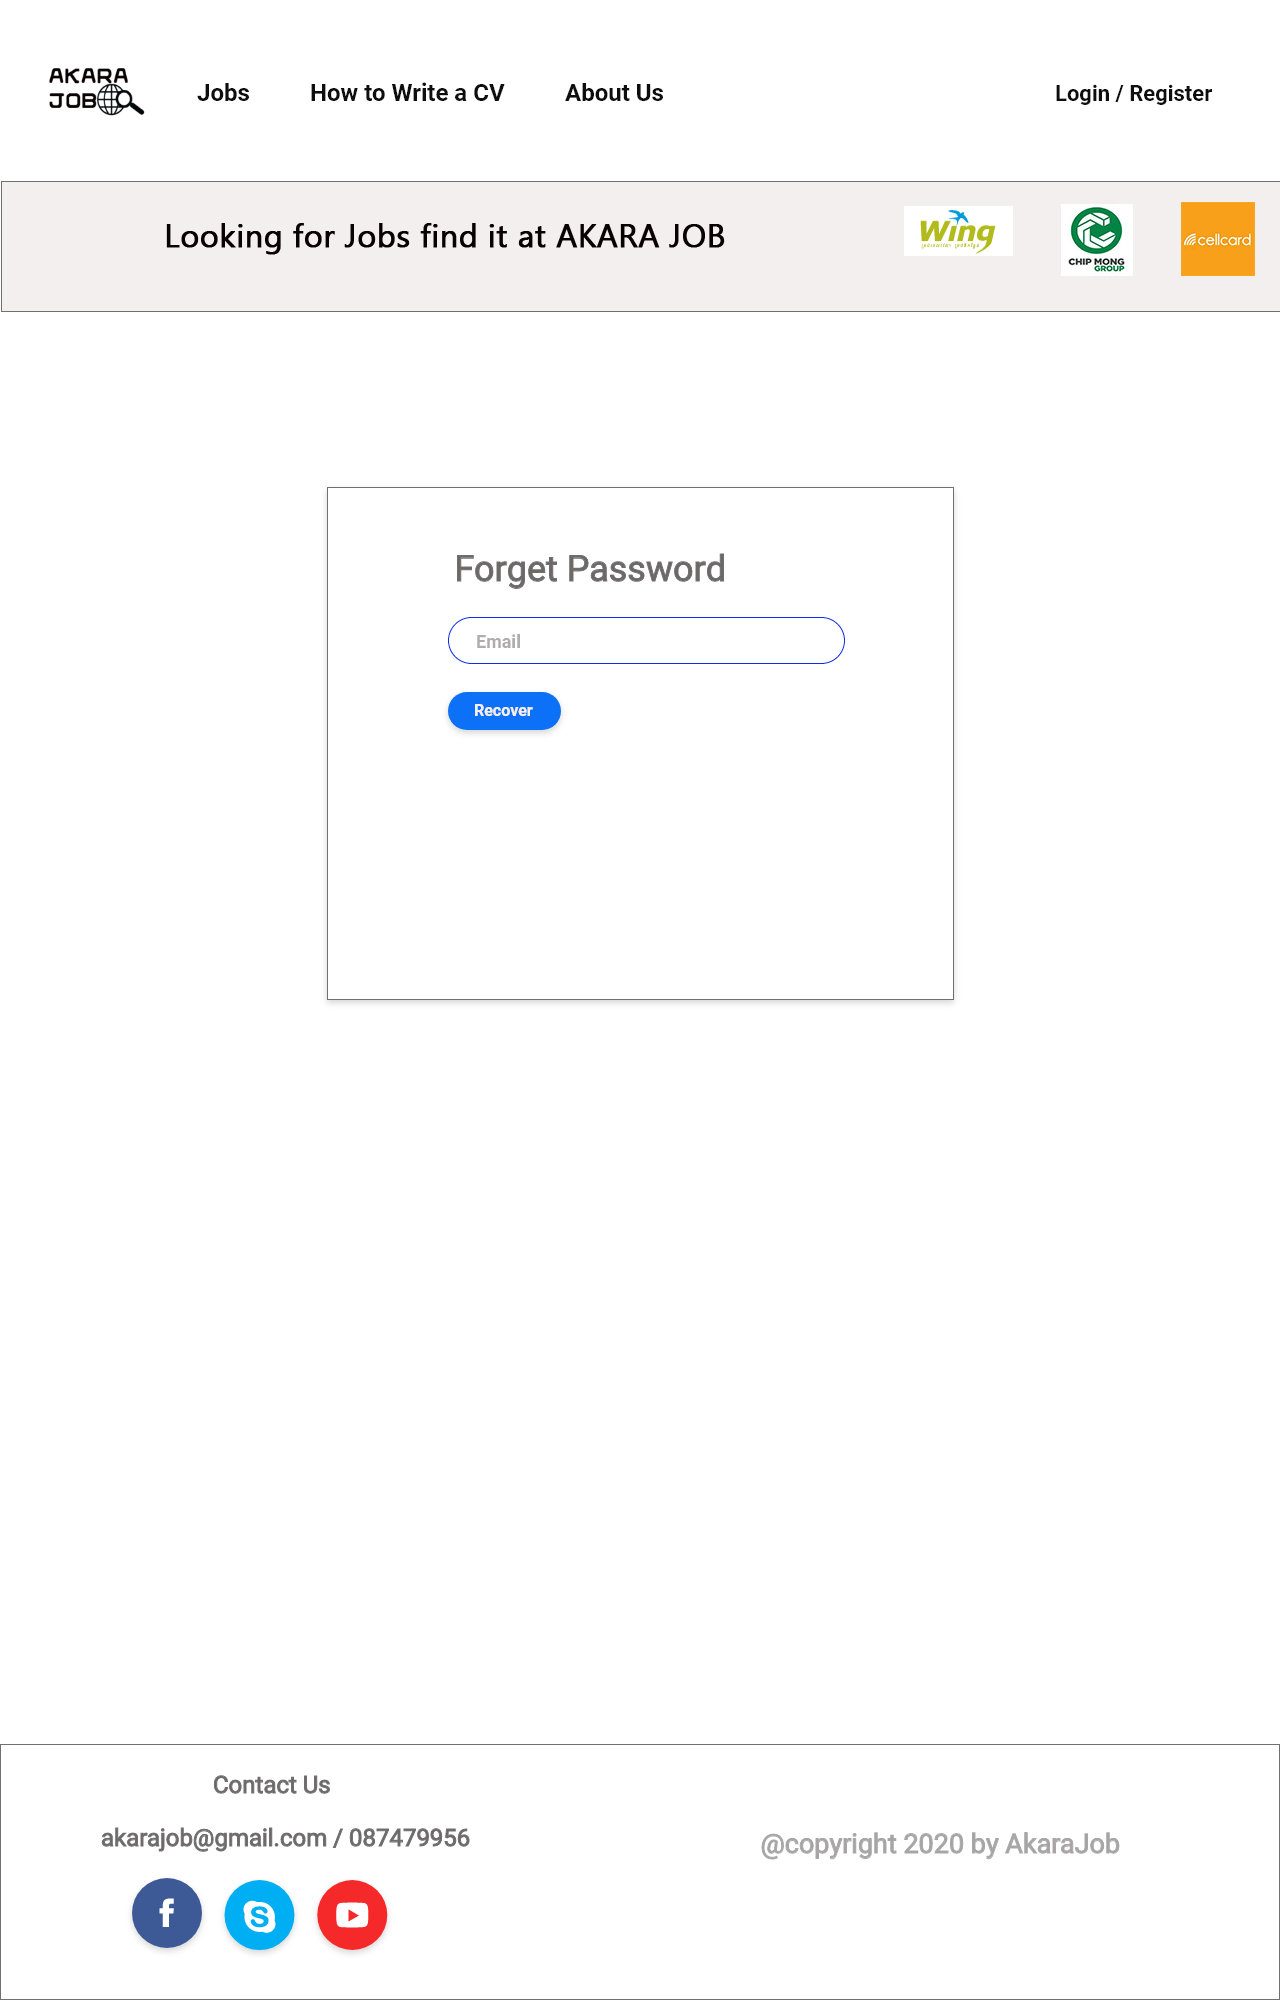 AKARA
JOB
Jobs
How to Write a CV
About Us
Login / Register
Looking for Jobs find it at AKARA JOB
Wing
CHIP MONG
GROUP
cellcard
Forget Password
Email
Recover
Contact Us
akarajob@gmail.com / 087479956
@copyright 2020 by AkaraJob